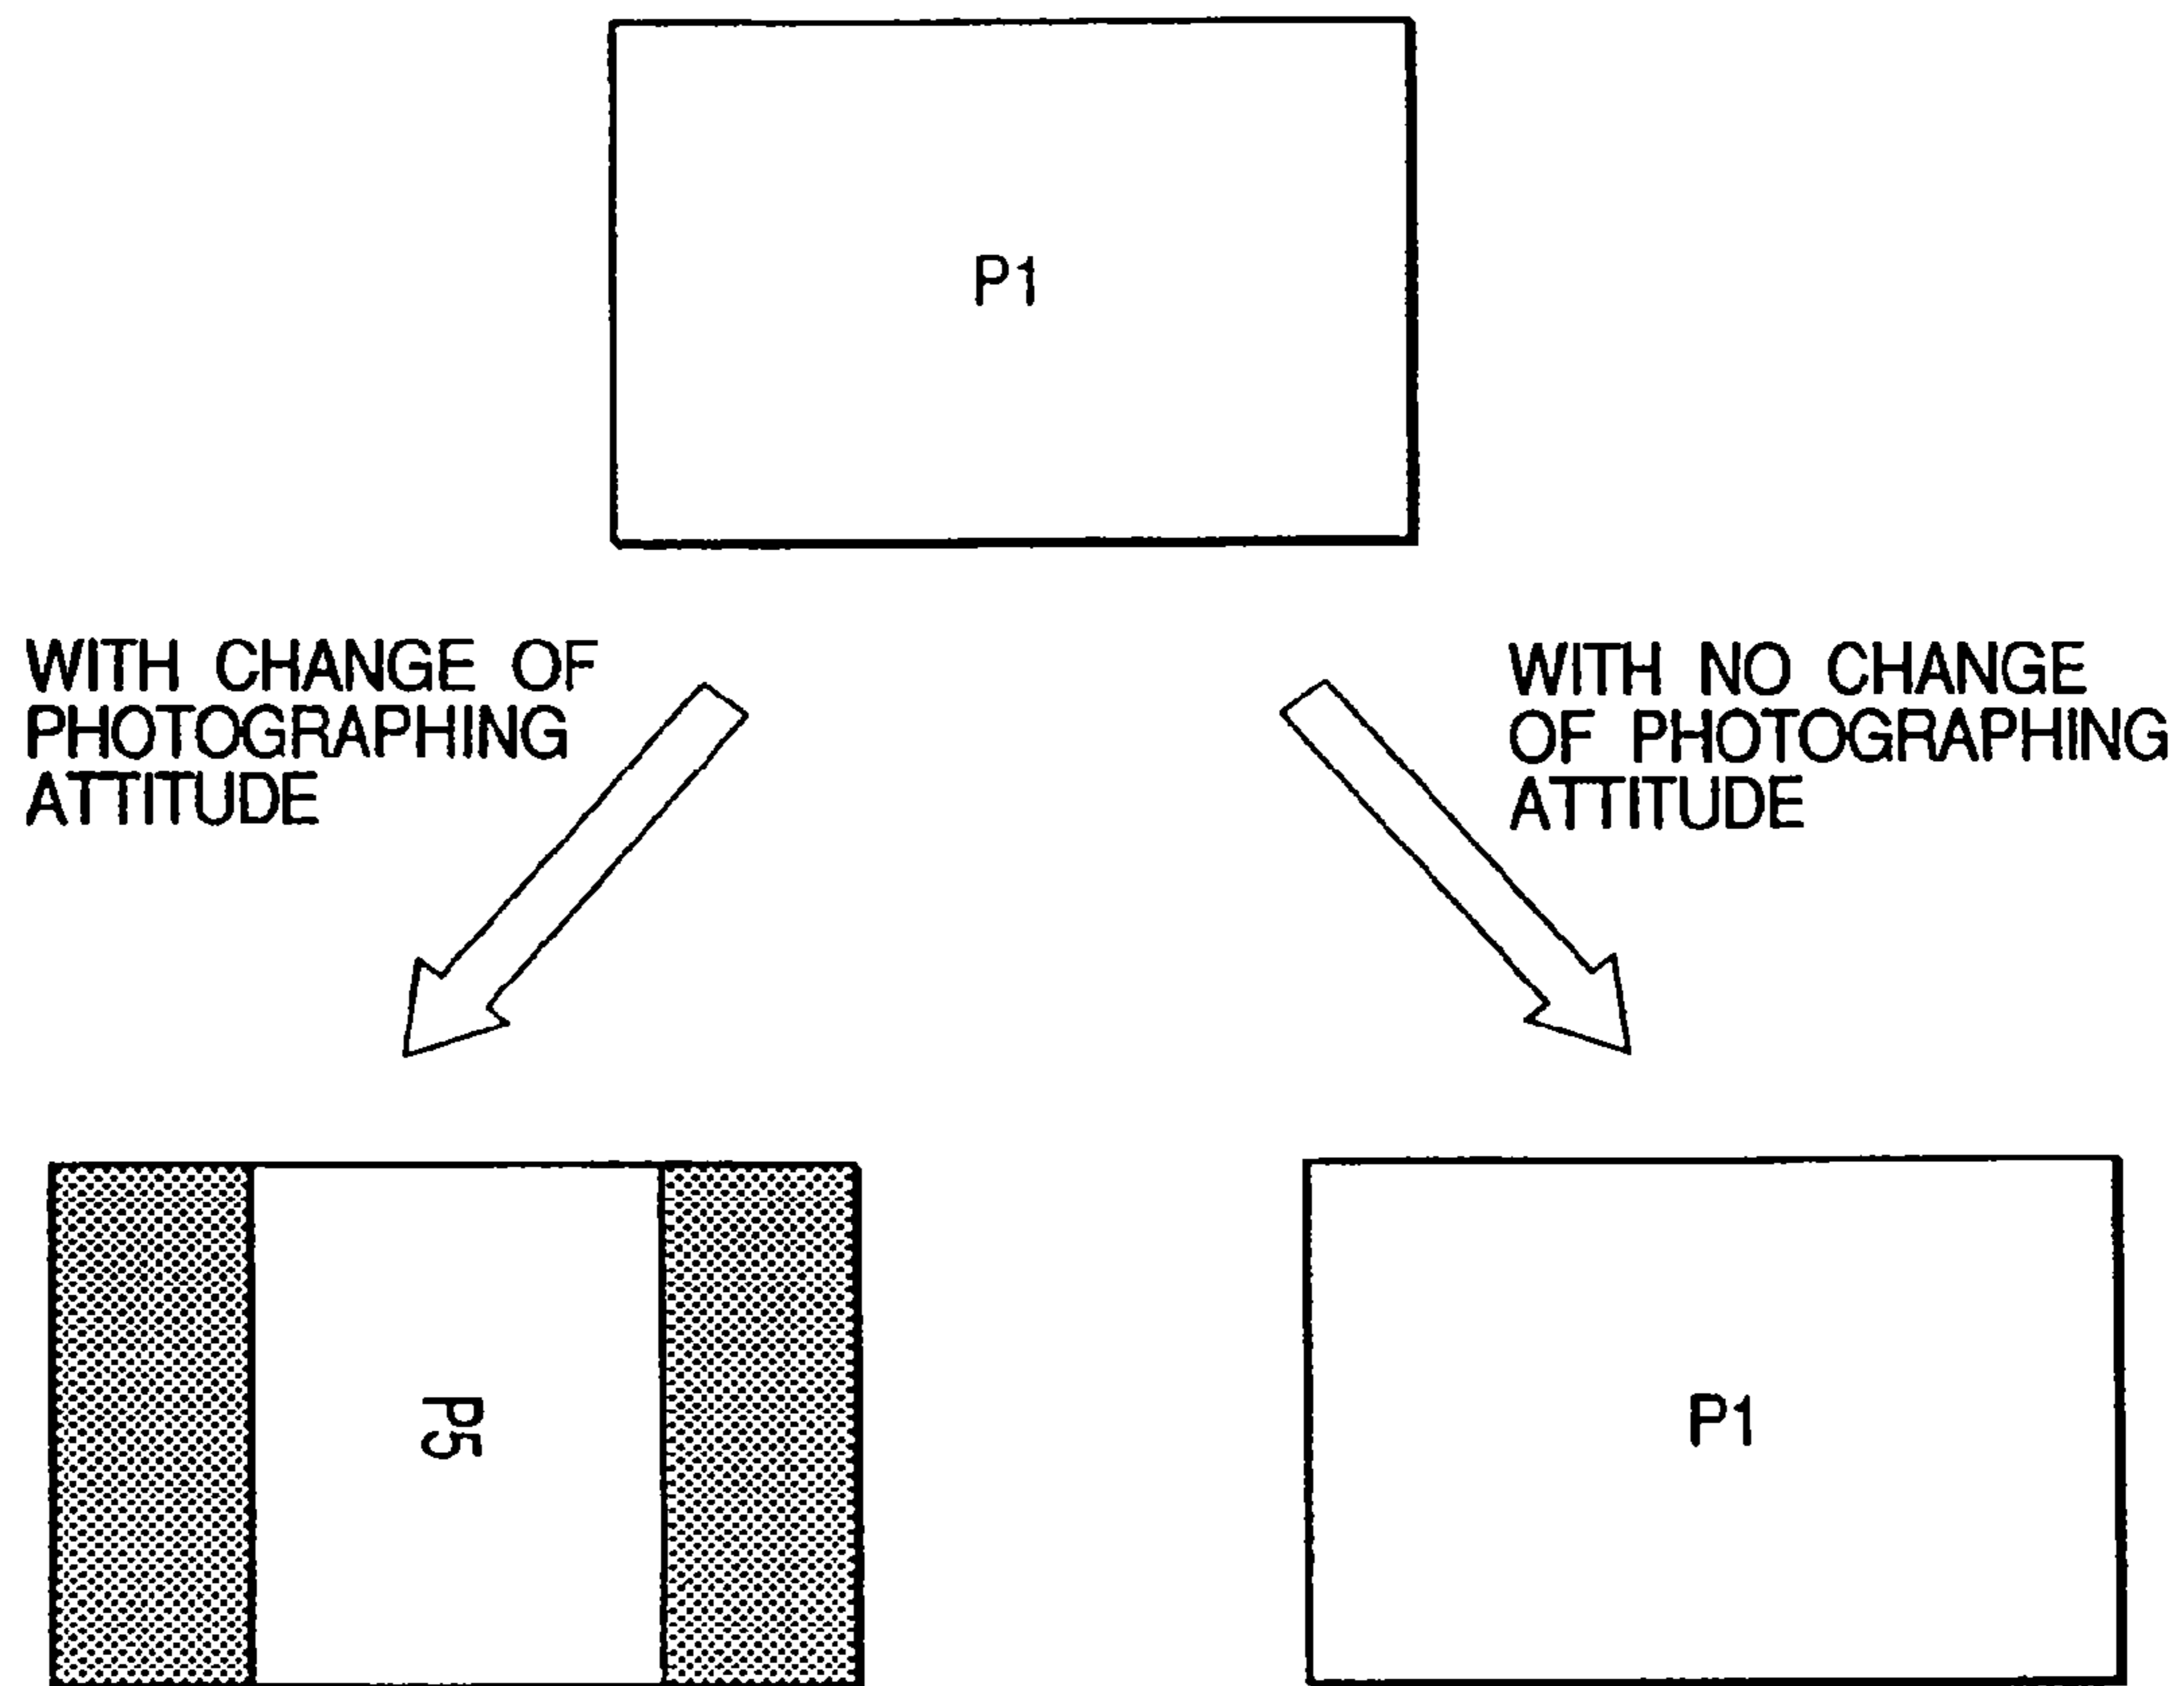 P1
WITH CHANGE OF
PHOTOGRAPHING
ATTITUDE
WITH NO CHANGE
OF PHOTOGRAPHING
ATTITUDE
P5
P1